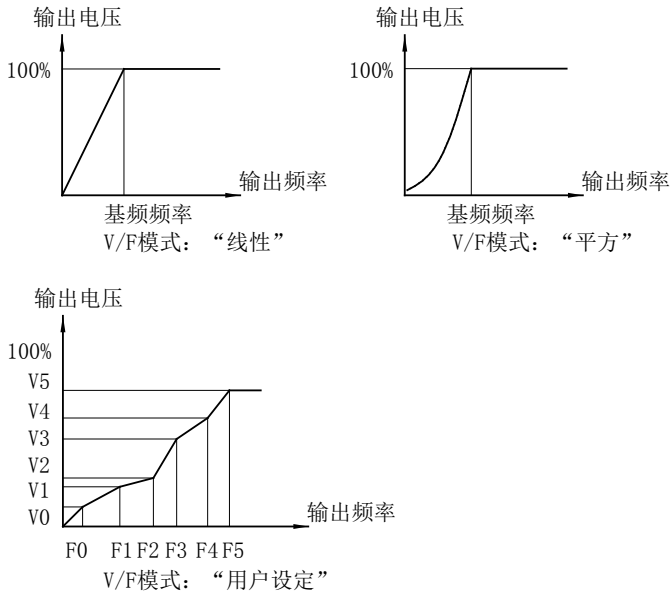 输出电压
100%
输出频率
基频频率
V/F模式：“线性”
输出电压
100%
输出频率
基频频率
V/F模式：“平方”
输出电压
100%
V5
V4
V3
V2
V1
V0
输出频率
F0 F1 F2 F3 F4 F5
V/F模式：“用户设定”